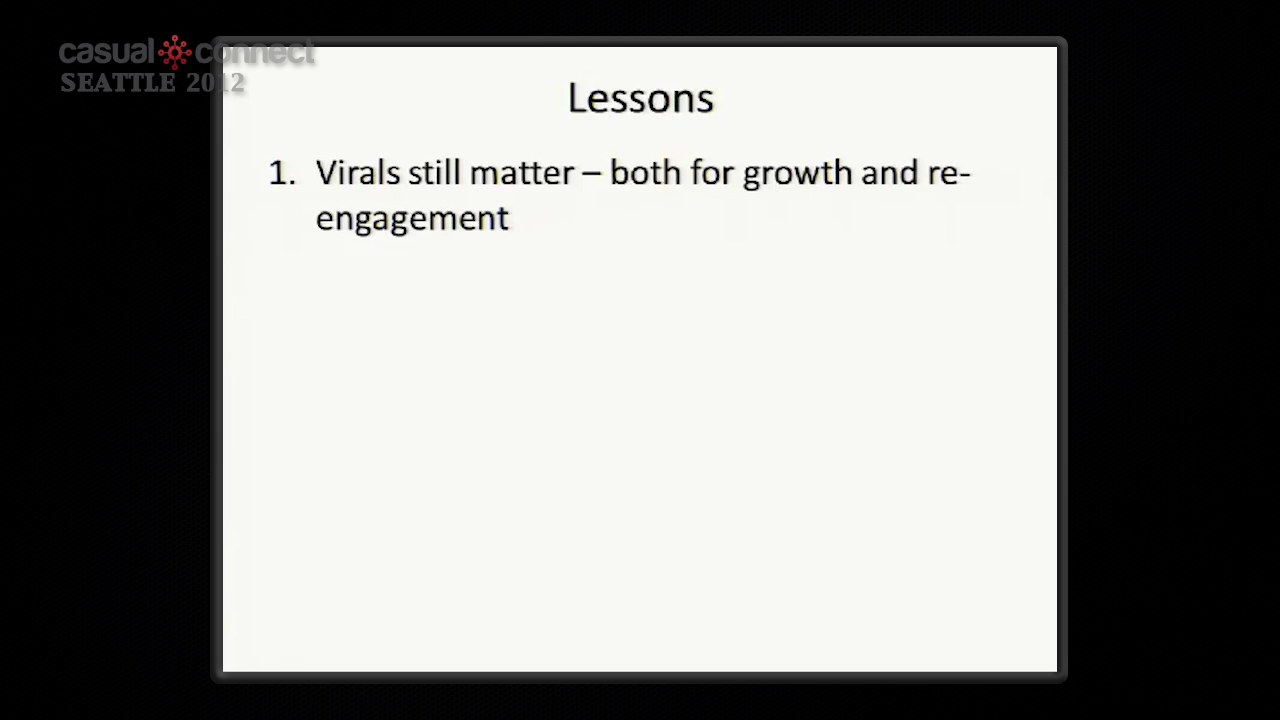 casual connect
SEATTLE 2012
Lessons
1. Virals still matter – both for growth and re-
engagement